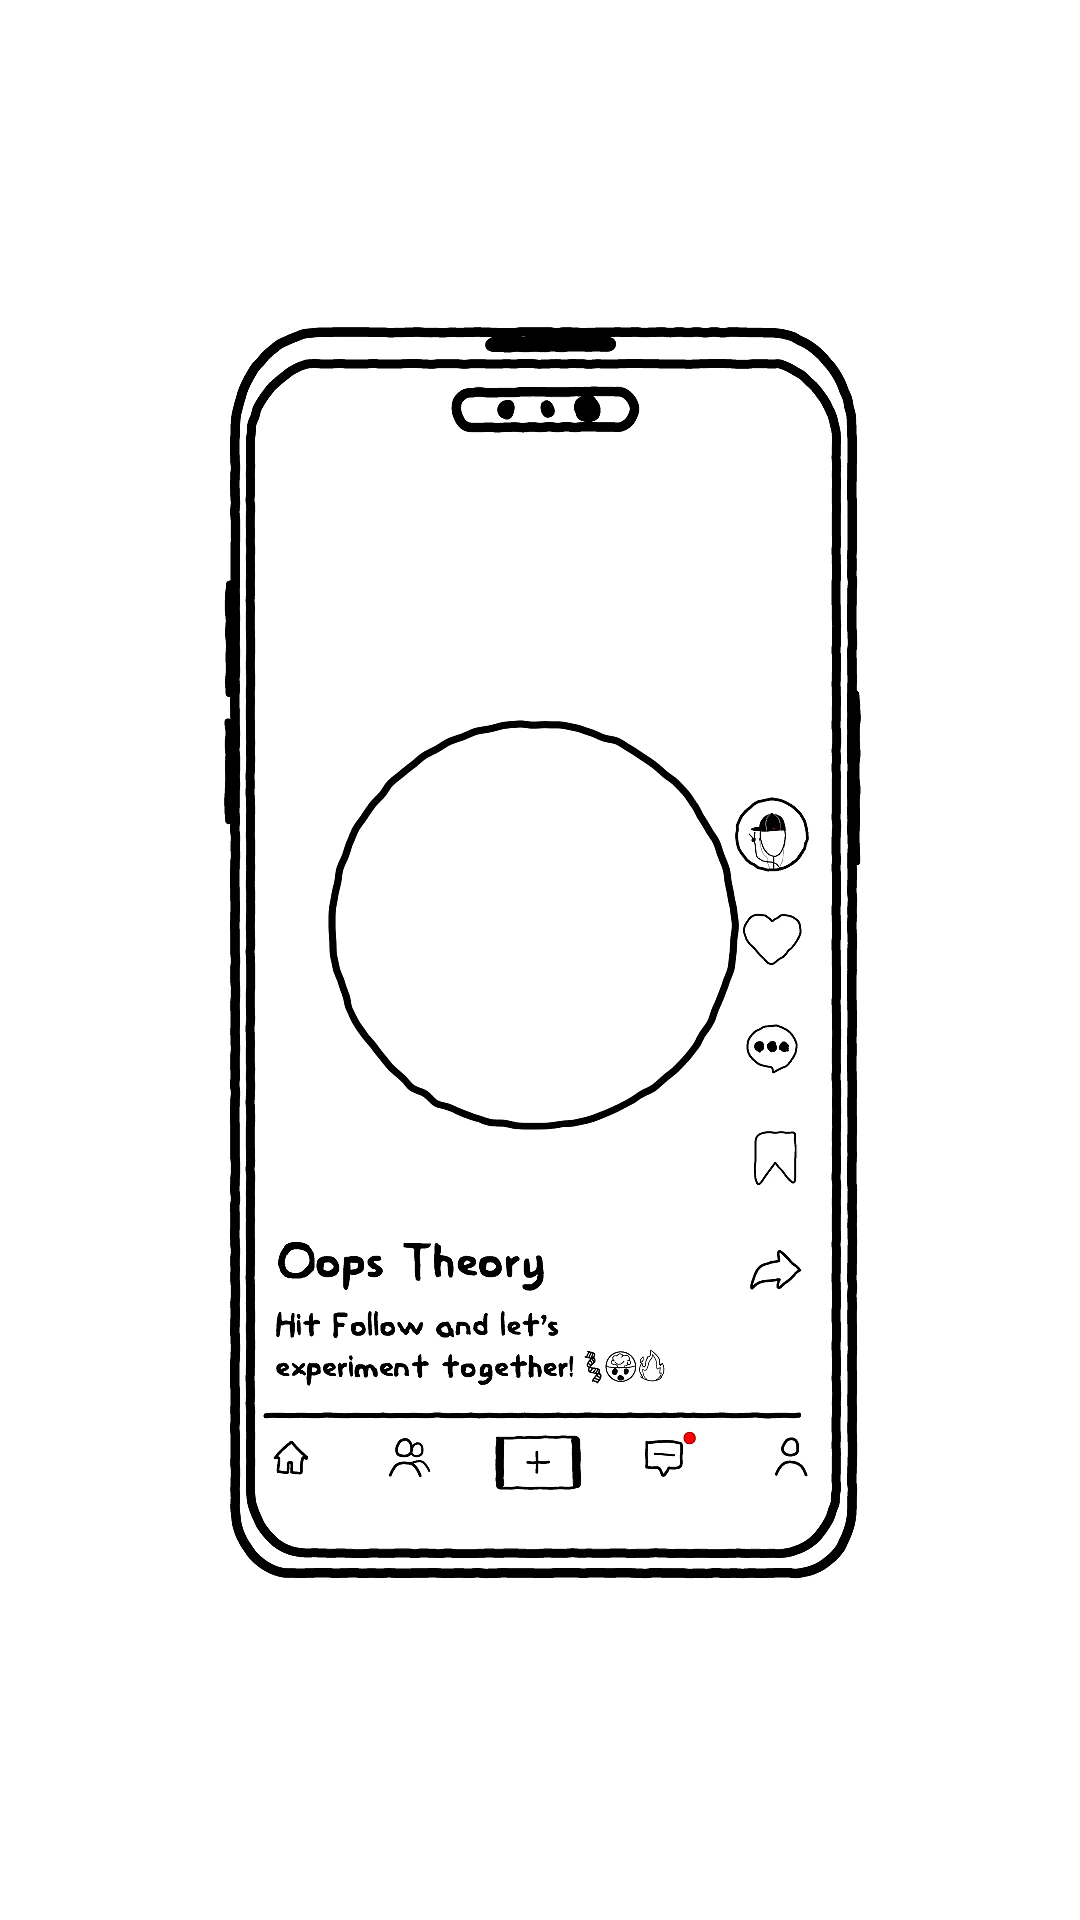 Oops Theory
Hit Follow and let's
experiment together! 🧬🤯🔥